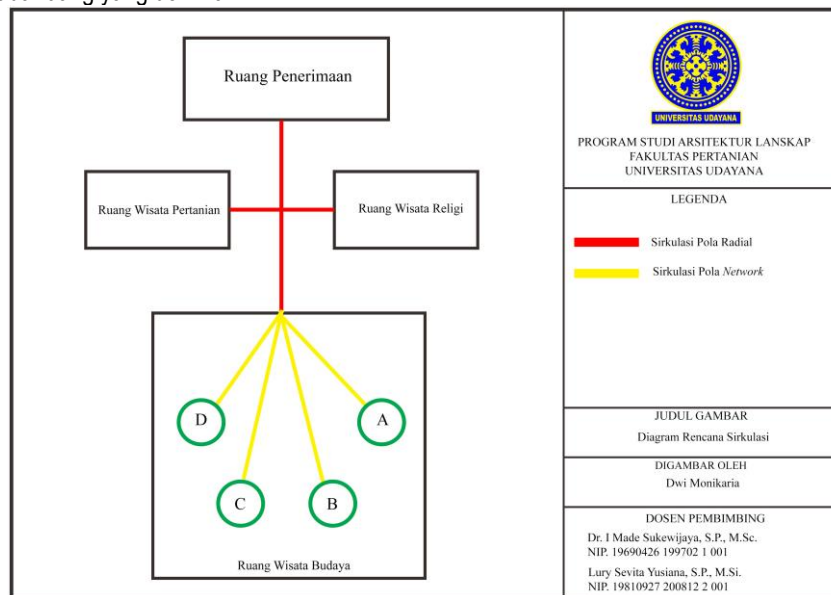 Ruang Penerimaan
Ruang Wisata Pertanian
Ruang Wisata Religi
D
A
C
B
Ruang Wisata Budaya
UNIVERSITAS UDAYANA
PROGRAM STUDI ARSITEKTUR LANSKAP
FAKULTAS PERTANIAN
UNIVERSITAS UDAYANA
LEGENDA
Sirkulasi Pola Radial
Sirkulasi Pola Network
JUDUL GAMBAR
Diagram Rencana Sirkulasi
DIGAMBAR OLEH
Dwi Monikaria
DOSEN PEMBIMBING
Dr. I Made Sukewijaya, S.P., M.Sc.
NIP. 19690426 199702 1 001
Lury Sevita Yusiana, S.P., M.Si.
NIP. 19810927 200812 2 001